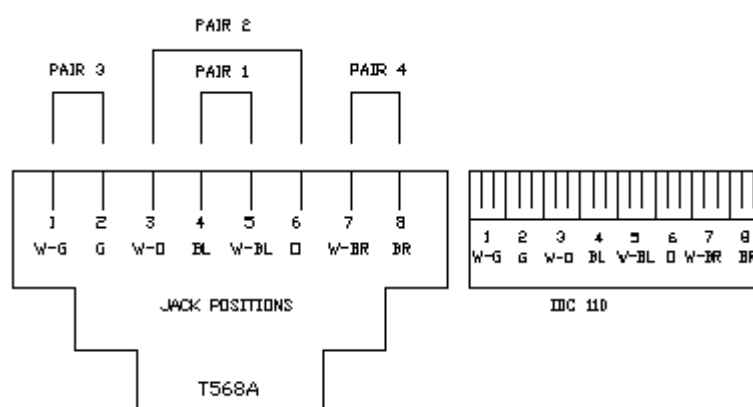 PAIR 2
PAIR 3 PAIR 1 PAIR 4
1 2 3 4 5 6 7 8
W-G G W-O BL W-BL O W-BR BR
1 2 3 4 5 6 7 8
W-G G W-O BL W-BL O W-BR BR
JACK POSITIONS
IDC 110
T568A